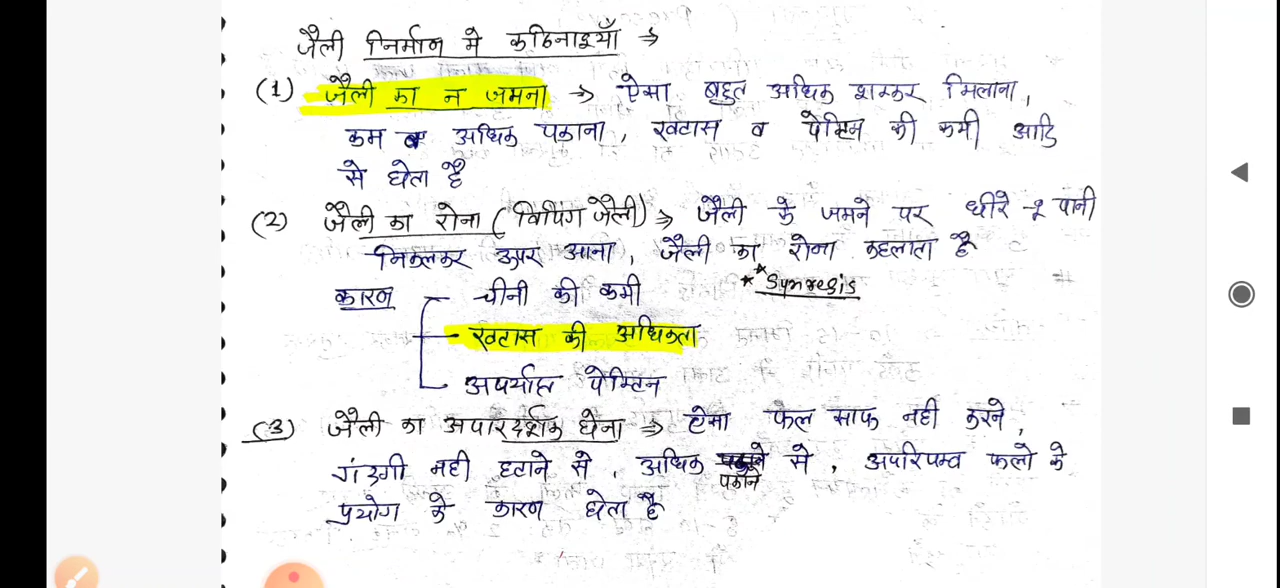 जैली निर्माण मे कठिनाइयाँ →
(1) जैली का न जमना → ऐसा बहुत अधिक शक्कर मिलाना,
कम व अधिक पकाना, खटास व पेक्टिन की कमी आदि
से होता है
(2) जैली का रोना (विपिंग जैली) ⇒ जैली के जमने पर धीरे-2 पानी
निकलकर ऊपर आना, जैली का रोना कहलाता है
** Synresis
कारण – चीनी की कमी
– खटास की अधिकता
– अपर्याप्त पेक्टिन
(3) जैली का अपारदर्शक होना ⇒ ऐसा फल साफ नही करने,
गंदगी नही हटाने से, अधिक पकाने से, अपरिपक्व फलो के
प्रयोग के कारण होता है